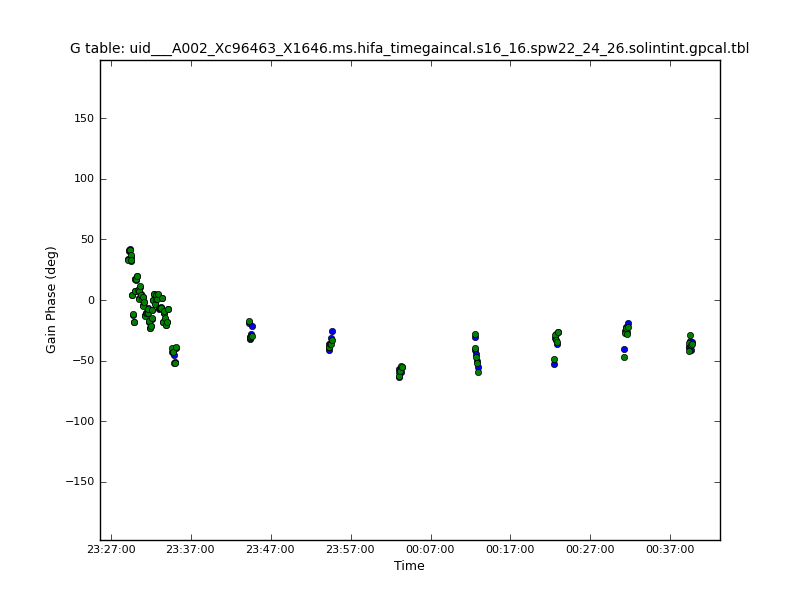 G table: uid___A002_Xc96463_X1646.ms.hifa_timegaincal.s16_16.spw22_24_26.solintint.gpcal.tbl
Gain Phase (deg)
150
100
50
0
−50
−100
−150
23:27:00 23:37:00 23:47:00 23:57:00 00:07:00 00:17:00 00:27:00 00:37:00
Time